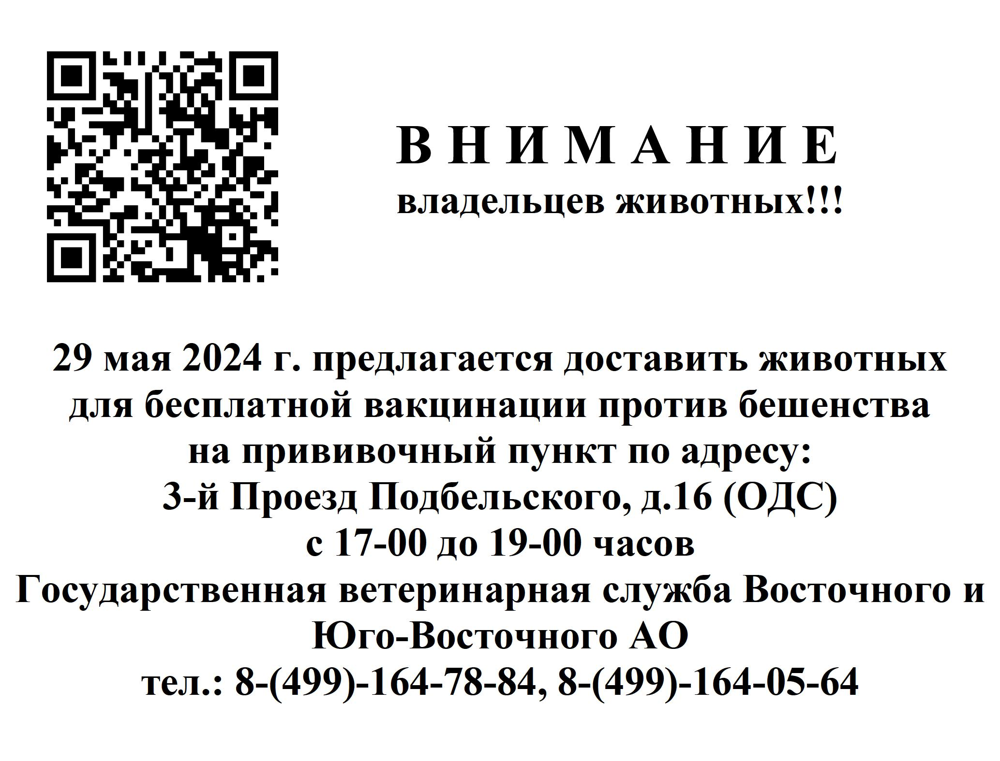 ВНИМАНИЕ
владельцев животных!!!
29 мая 2024 г. предлагается доставить животных
для бесплатной вакцинации против бешенства
на прививочный пункт по адресу:
3-й Проезд Подбельского, д.16 (ОДС)
с 17-00 до 19-00 часов
Государственная ветеринарная служба Восточного и
Юго-Восточного АО
тел.: 8-(499)-164-78-84, 8-(499)-164-05-64